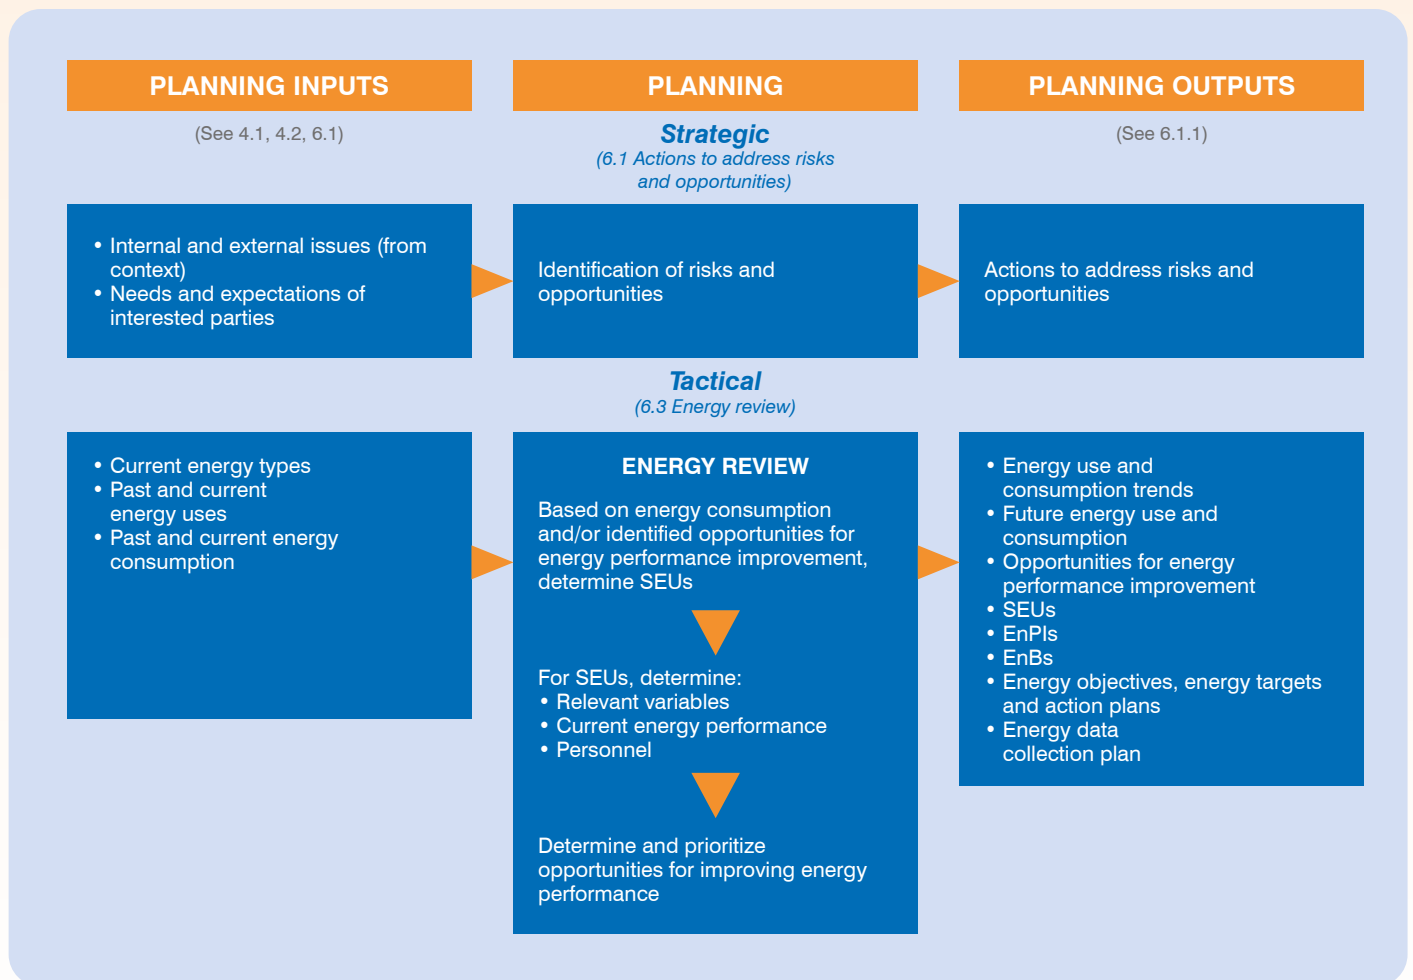 PLANNING INPUTS
PLANNING
PLANNING OUTPUTS
(See 4.1, 4.2, 6.1)
Strategic
(6.1 Actions to address risks
and opportunities)
(See 6.1.1)
• Internal and external issues (from
context)
• Needs and expectations of
interested parties
Identification of risks and
opportunities
Actions to address risks and
opportunities
Tactical
(6.3 Energy review)
• Current energy types
• Past and current
energy uses
• Past and current energy
consumption
ENERGY REVIEW
Based on energy consumption
and/or identified opportunities for
energy performance improvement,
determine SEUs
For SEUs, determine:
• Relevant variables
• Current energy performance
• Personnel
Determine and prioritize
opportunities for improving energy
performance
• Energy use and
consumption trends
• Future energy use and
consumption
• Opportunities for energy
performance improvement
• SEUs
• EnPIs
• EnBs
• Energy objectives, energy targets
and action plans
• Energy data
collection plan